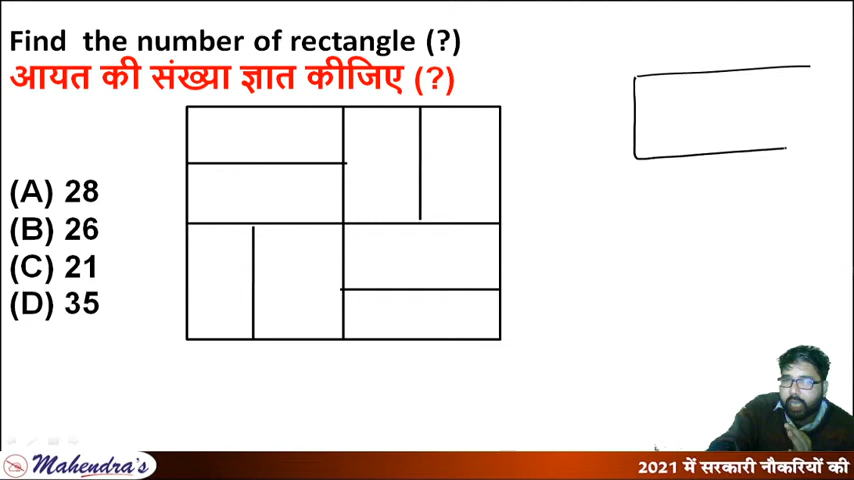 Find the number of rectangle (?)
आयत की संख्या ज्ञात कीजिए (?)
(A) 28
(B) 26
(C) 21
(D) 35
Mahendra's
2021 में सरकारी नौकरियों की